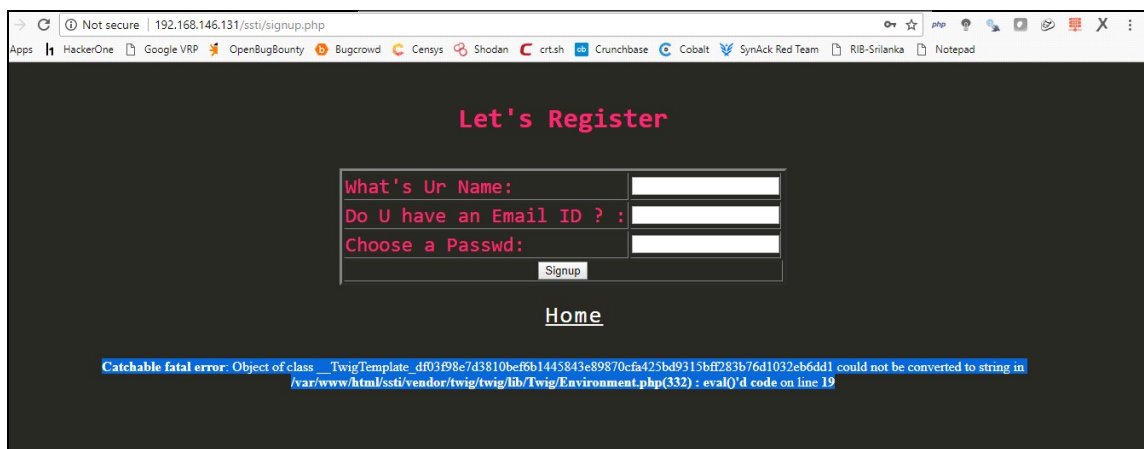 Not secure | 192.168.146.131/ssti/signup.php
php
Apps HackerOne Google VRP OpenBugBounty Bugcrowd Censys Shodan crt.sh cb Crunchbase Cobalt SynAck Red Team RIB-Srilanka Notepad
Let's Register
What's Ur Name:
Do U have an Email ID ? :
Choose a Passwd:
Signup
Home
Catchable fatal error: Object of class __TwigTemplate_df03f98e7d3810bef6b1445843e89870cfa425bd9315bff283b76d1032eb6dd1 could not be converted to string in
/var/www/html/ssti/vendor/twig/twig/lib/Twig/Environment.php(332) : eval()'d code on line 19